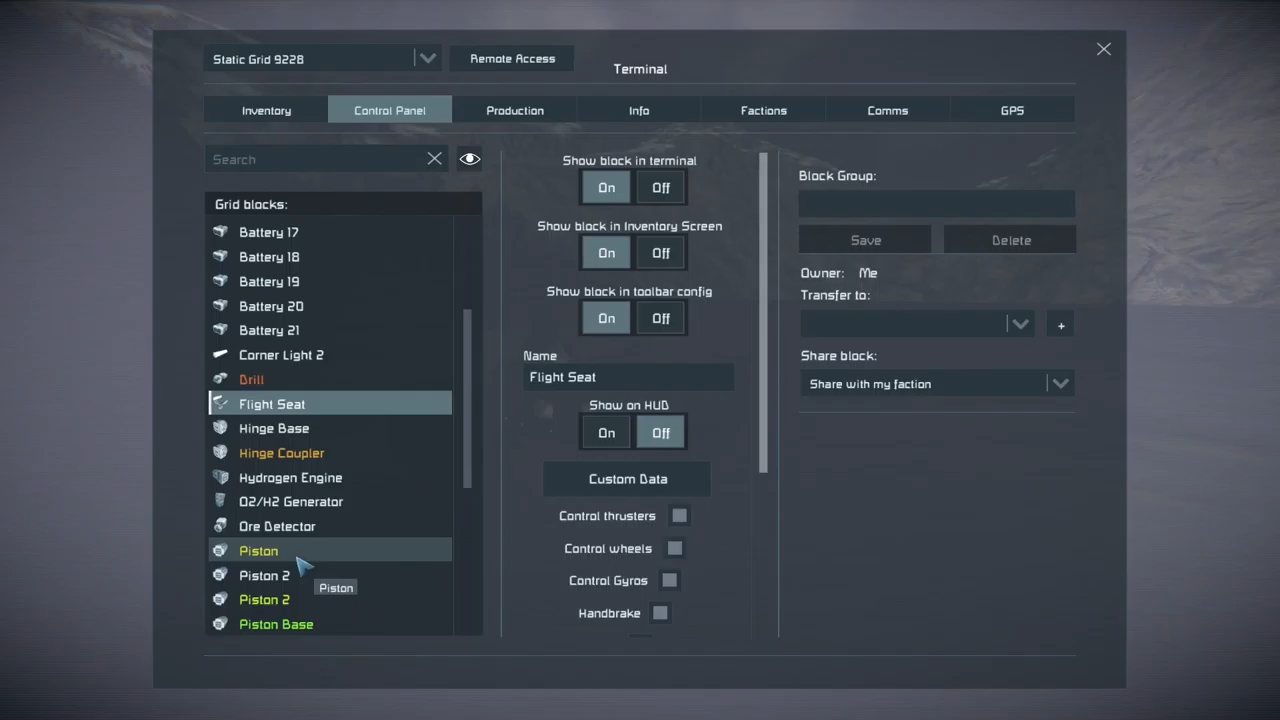 Static Grid 9228
Remote Access
Terminal
Inventory
Control Panel
Production
Info
Factions
Comms
GPS
Search
Grid blocks:
Battery 17
Battery 18
Battery 19
Battery 20
Battery 21
Corner Light 2
Drill
Flight Seat
Hinge Base
Hinge Coupler
Hydrogen Engine
O2/H2 Generator
Ore Detector
Piston
Piston 2
Piston
Piston 2
Piston Base
Show block in terminal
On Off
Show block in Inventory Screen
On Off
Show block in toolbar config
On Off
Name
Flight Seat
Show on HUD
On Off
Custom Data
Control thrusters
Control wheels
Control Gyros
Handbrake
Block Group:
Save
Delete
Owner: Me
Transfer to:
+
Share block:
Share with my faction